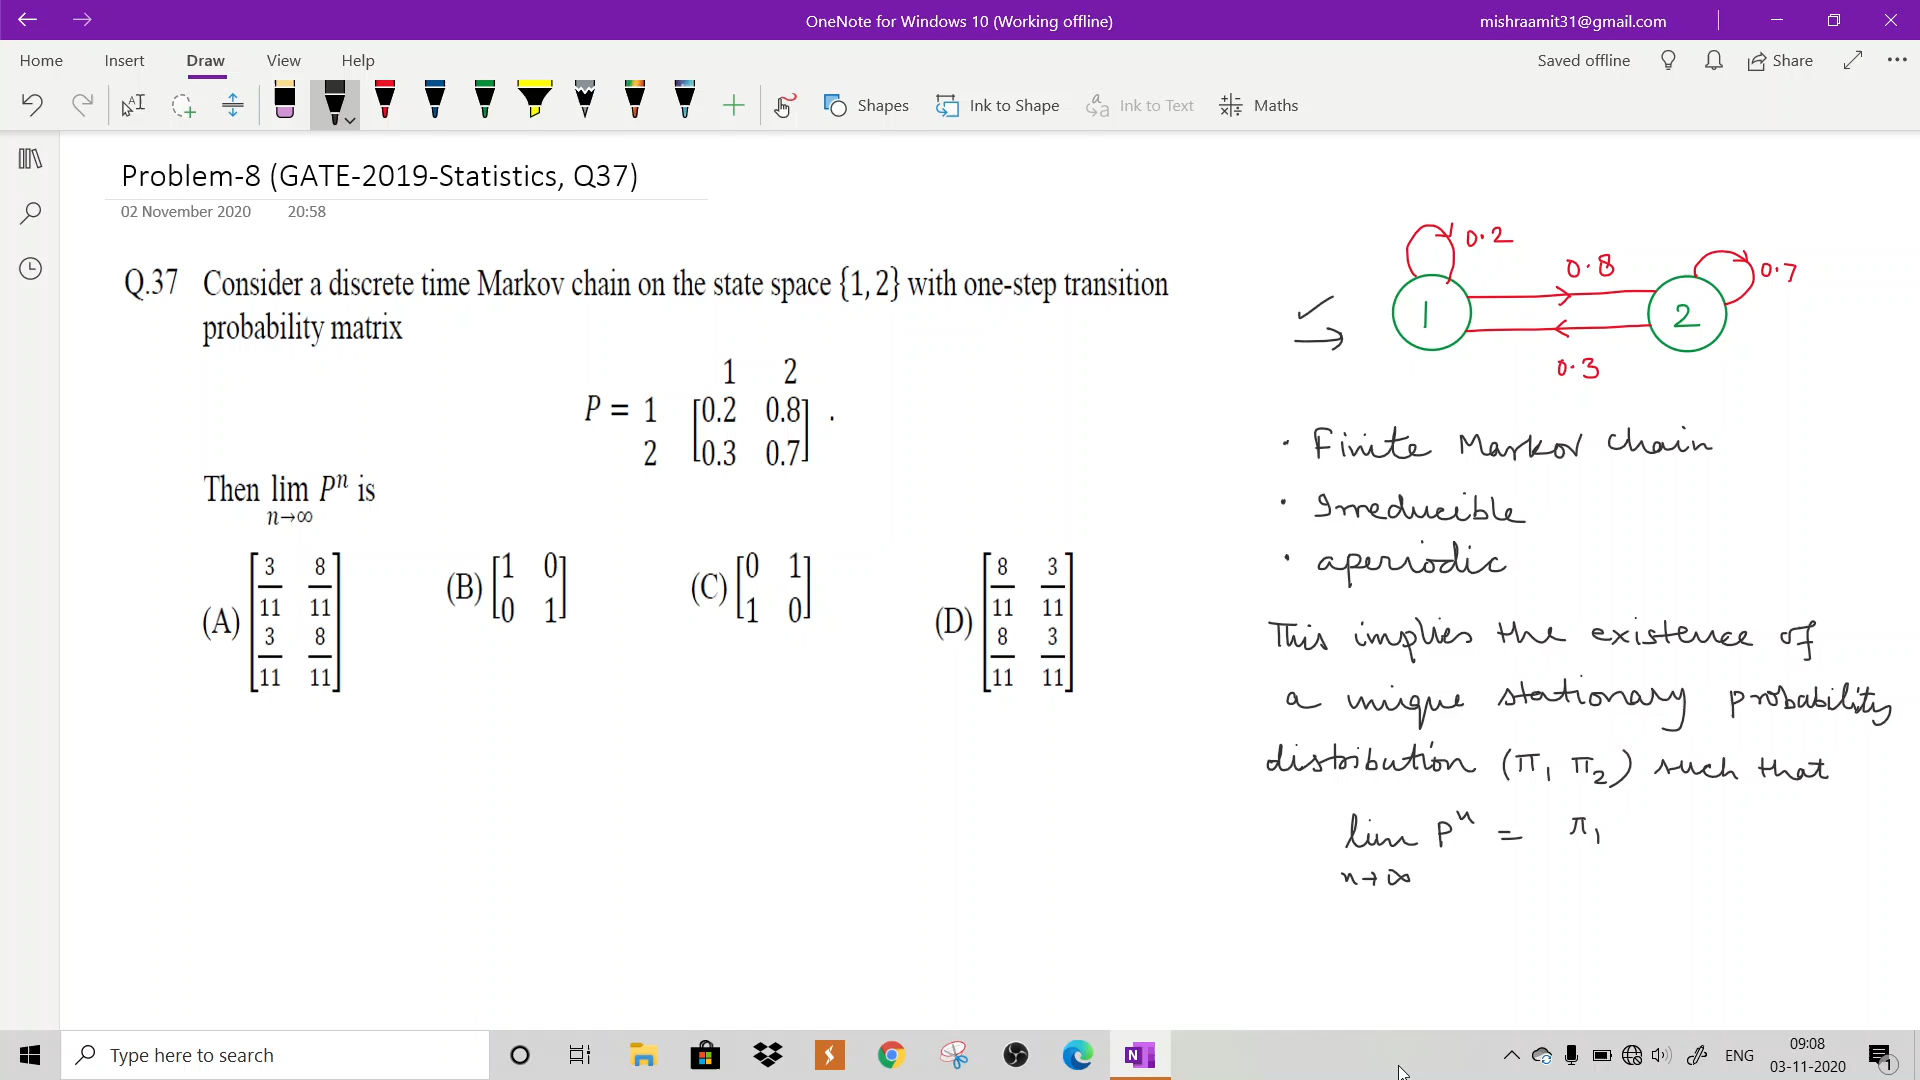 OneNote for Windows 10 (Working offline)
mishraamit31@gmail.com
Home Insert Draw View Help
Saved offline
Share
Shapes
Ink to Shape
Ink to Text
Maths
Problem-8 (GATE-2019-Statistics, Q37)
02 November 2020 20:58
Q.37 Consider a discrete time Markov chain on the state space {1, 2} with one-step transition
probability matrix
1 2
P = 1 [0.2 0.8] .
2 [0.3 0.7]
Then lim P^n is
n→∞
(A) [3/11 8/11
3/11 8/11]
(B) [1 0
0 1]
(C) [0 1
1 0]
(D) [8/11 3/11
8/11 3/11]
0.2
0.8
0.7
1
2
0.3
· Finite Markov chain
· Irreducible
· aperiodic
This implies the existence of
a unique stationary probability
distribution (π1 π2) such that
lim P^n = π1
n→∞
Type here to search
ENG
09:08
03-11-2020
1